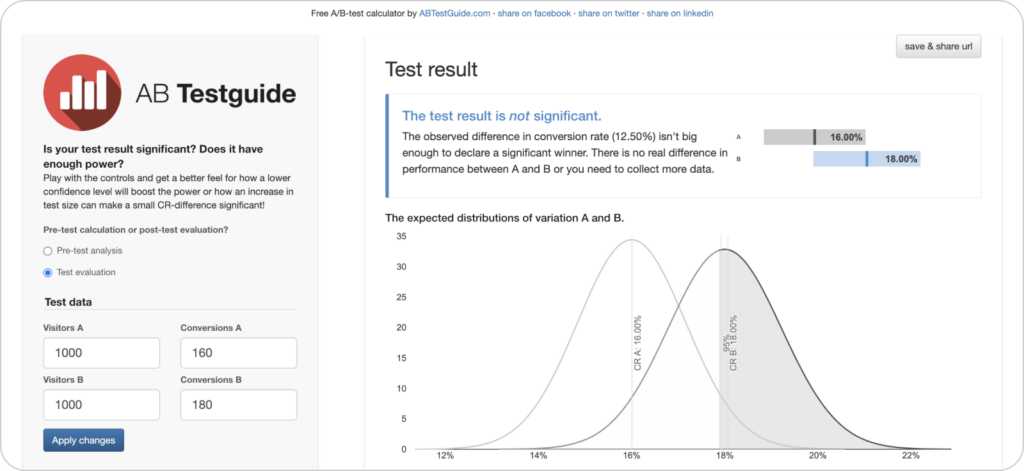 Free A/B-test calculator by ABTestGuide.com · share on facebook · share on twitter · share on linkedin
save & share url
AB Testguide
Is your test result significant? Does it have
enough power?
Play with the controls and get a better feel for how a lower
confidence level will boost the power or how an increase in
test size can make a small CR-difference significant!
Pre-test calculation or post-test evaluation?
Pre-test analysis
Test evaluation
Test data
Visitors A
Conversions A
1000
160
Visitors B
Conversions B
1000
180
Apply changes
Test result
The test result is not significant.
The observed difference in conversion rate (12.50%) isn't big
enough to declare a significant winner. There is no real difference in
performance between A and B or you need to collect more data.
A
16.00%
B
18.00%
The expected distributions of variation A and B.
35
30
25
20
15
10
5
0
CR A: 16.00%
95%
CR B: 18.00%
12%
14%
16%
18%
20%
22%